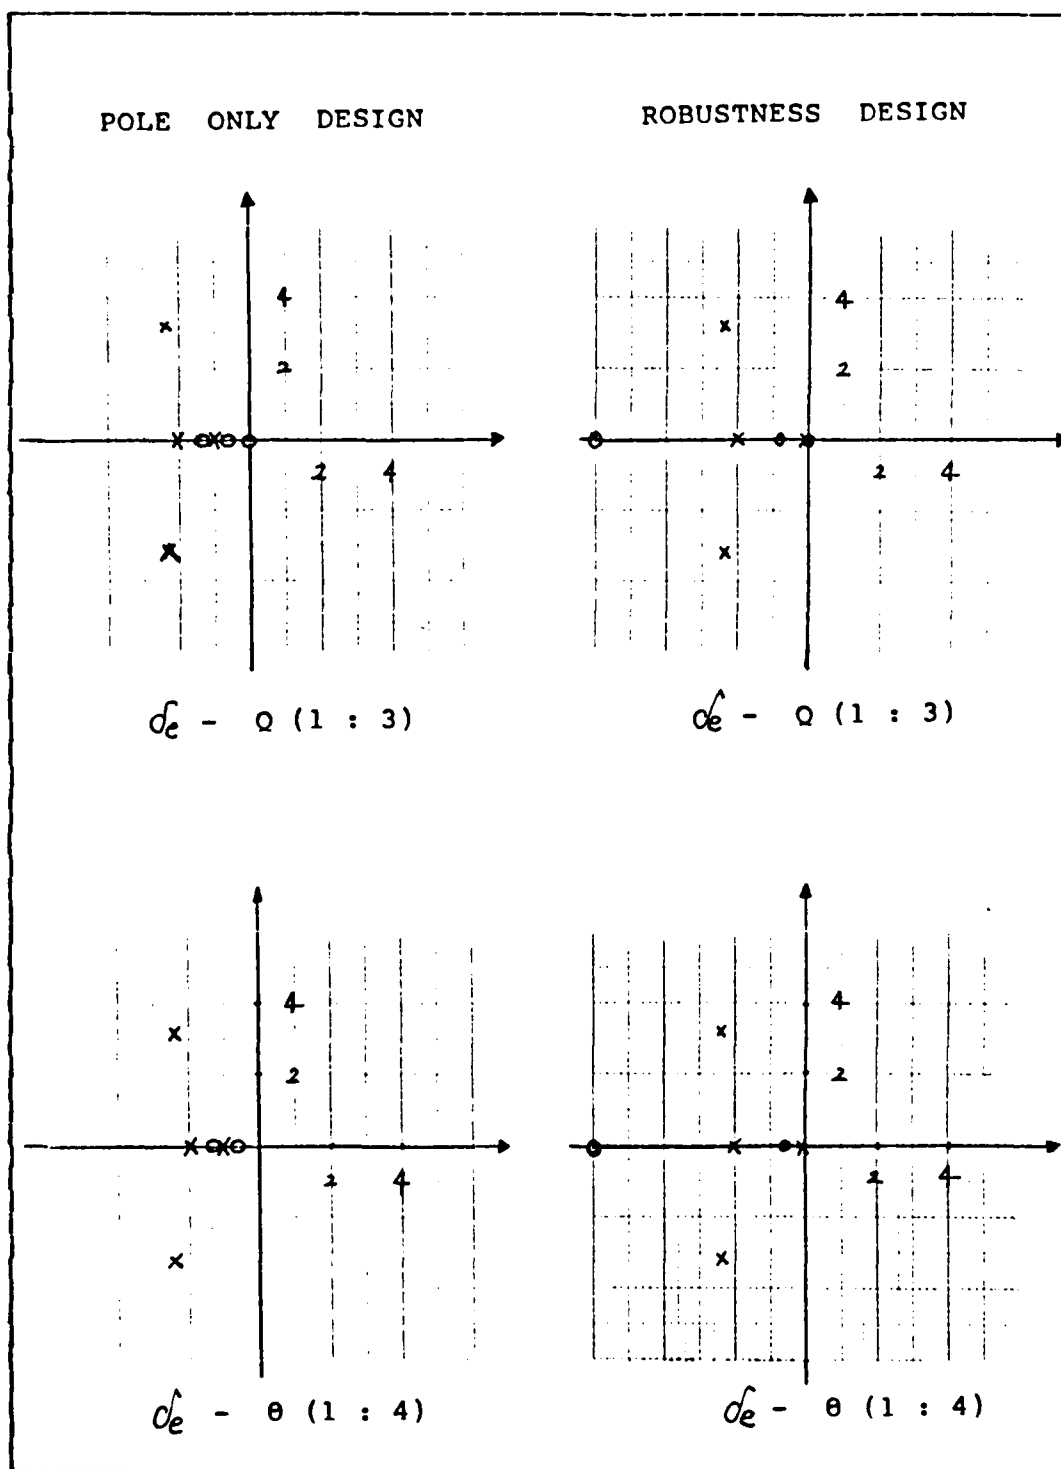 POLE ONLY DESIGN
ROBUSTNESS DESIGN
4
2
2 4
δe - Q (1 : 3)
4
2
2 4
δe - Q (1 : 3)
4
2
2 4
δe - θ (1 : 4)
4
2
2 4
δe - θ (1 : 4)